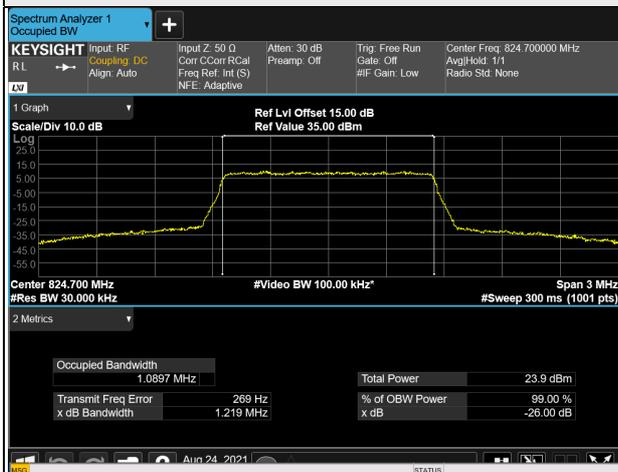 Spectrum Analyzer 1
Occupied BW
+
KEYSIGHT Input: RF Input Z: 50 Ω Atten: 30 dB Trig: Free Run Center Freq: 824.700000 MHz
RL Coupling: DC Corr CCorr RCal Preamp: Off Gate: Off Avg|Hold: 1/1
Align: Auto Freq Ref: Int (S) #IF Gain: Low Radio Std: None
LXI NFE: Adaptive
1 Graph Ref Lvl Offset 15.00 dB
Scale/Div 10.0 dB Ref Value 35.00 dBm
Log
25.0
15.0
5.00
-5.00
-15.0
-25.0
-35.0
-45.0
-55.0
Center 824.700 MHz #Video BW 100.00 kHz* Span 3 MHz
#Res BW 30.000 kHz #Sweep 300 ms (1001 pts)
2 Metrics
Occupied Bandwidth
1.0897 MHz Total Power 23.9 dBm
Transmit Freq Error 269 Hz % of OBW Power 99.00 %
x dB Bandwidth 1.219 MHz x dB -26.00 dB
Aug 24, 2021
MSG STATUS